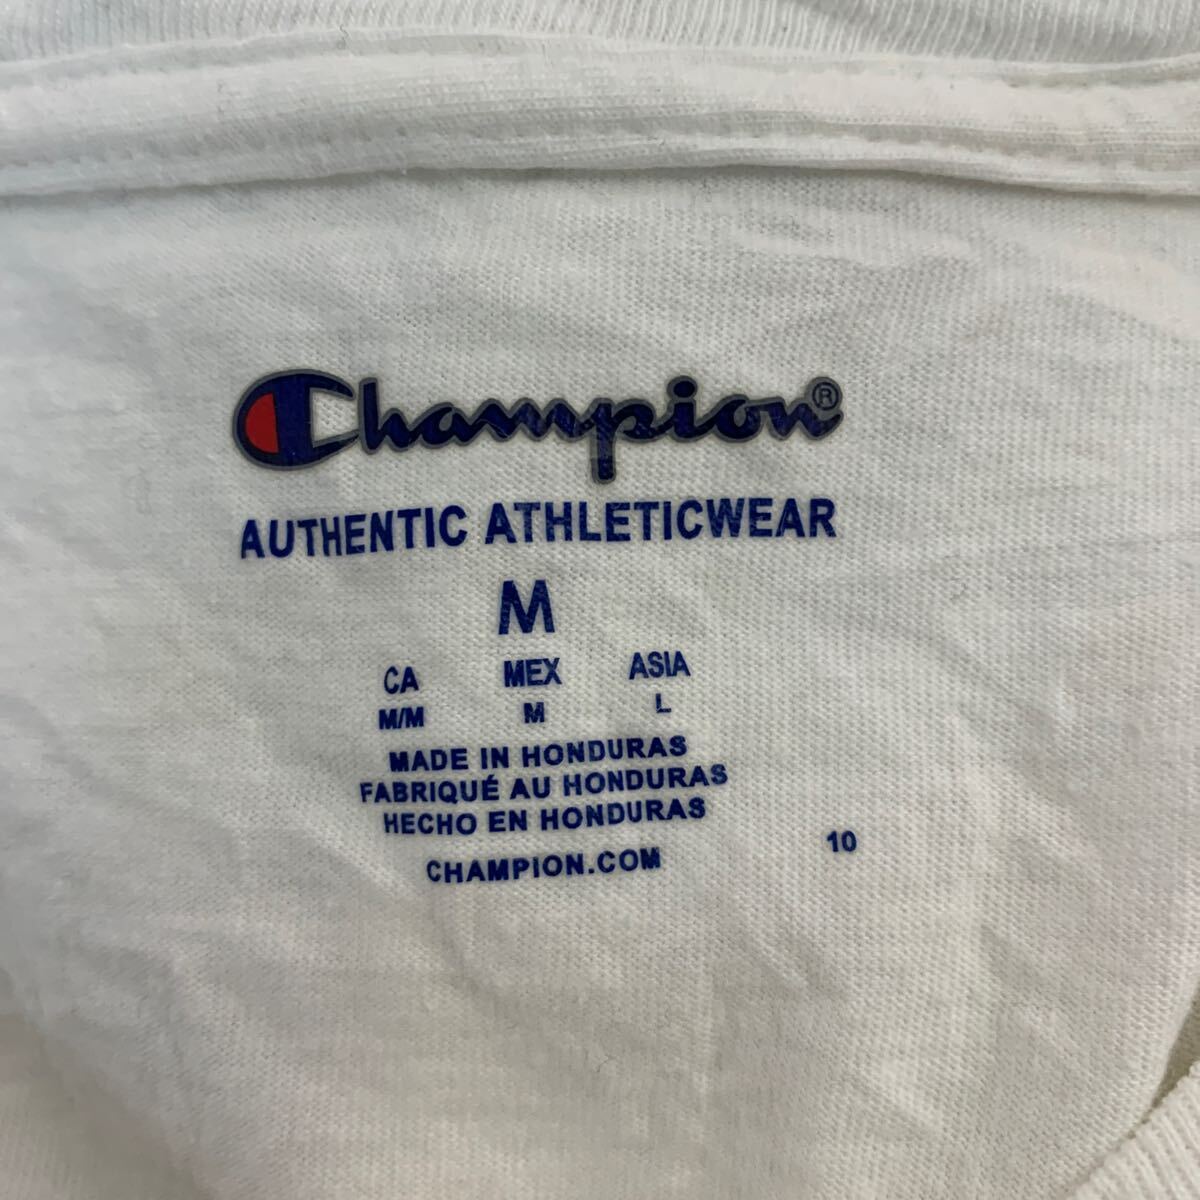 Champion®
AUTHENTIC ATHLETICWEAR
M
CA MEX ASIA
M/M M L
MADE IN HONDURAS
FABRIQUÉ AU HONDURAS
HECHO EN HONDURAS
CHAMPION.COM 10